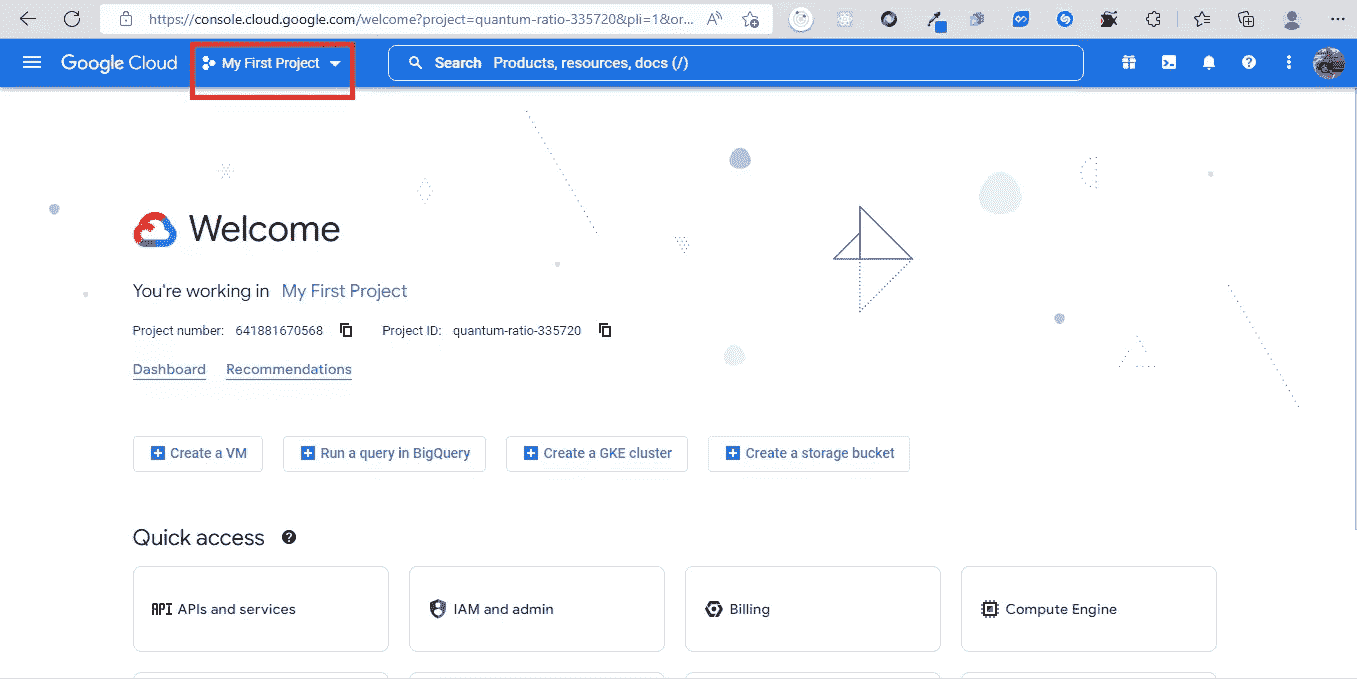 https://console.cloud.google.com/welcome?project=quantum-ratio-335720&pli=1&or...
Google Cloud My First Project Search Products, resources, docs (/)
Welcome
You're working in My First Project
Project number: 641881670568 Project ID: quantum-ratio-335720
Dashboard Recommendations
Create a VM Run a query in BigQuery Create a GKE cluster Create a storage bucket
Quick access
API APIs and services IAM and admin Billing Compute Engine